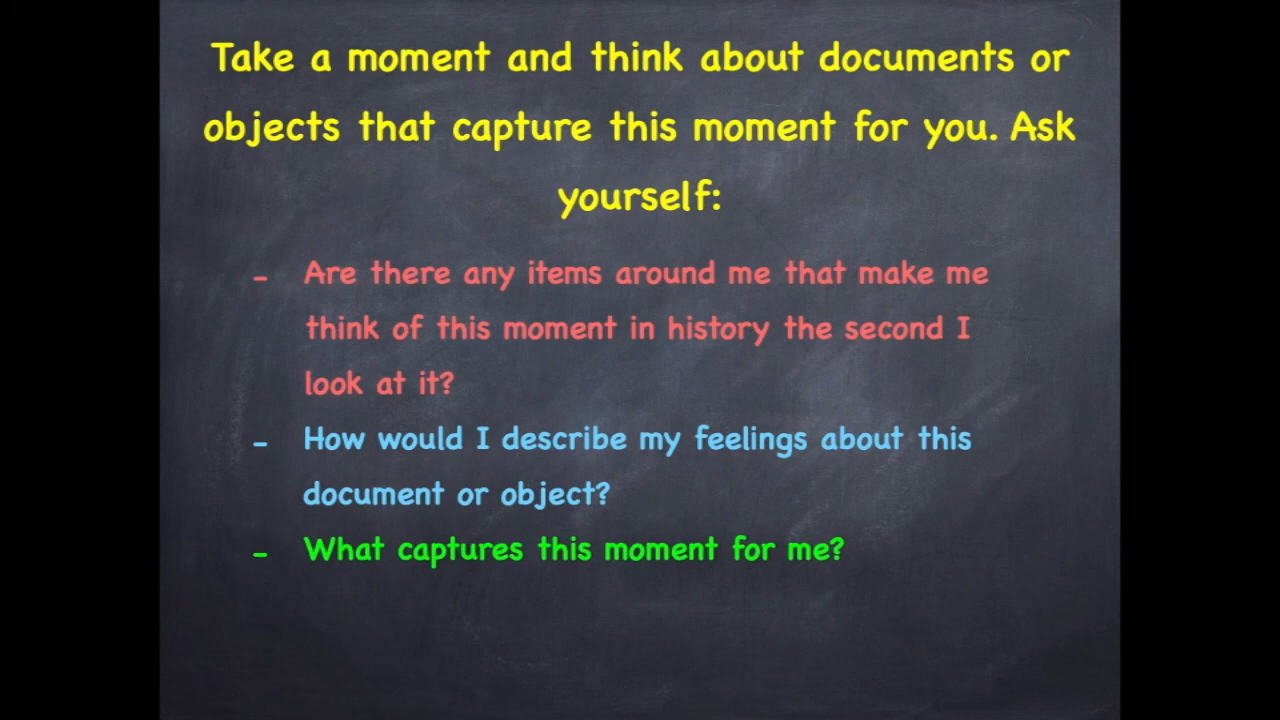 Take a moment and think about documents or
objects that capture this moment for you. Ask
yourself:
- Are there any items around me that make me
think of this moment in history the second I
look at it?
- How would I describe my feelings about this
document or object?
- What captures this moment for me?